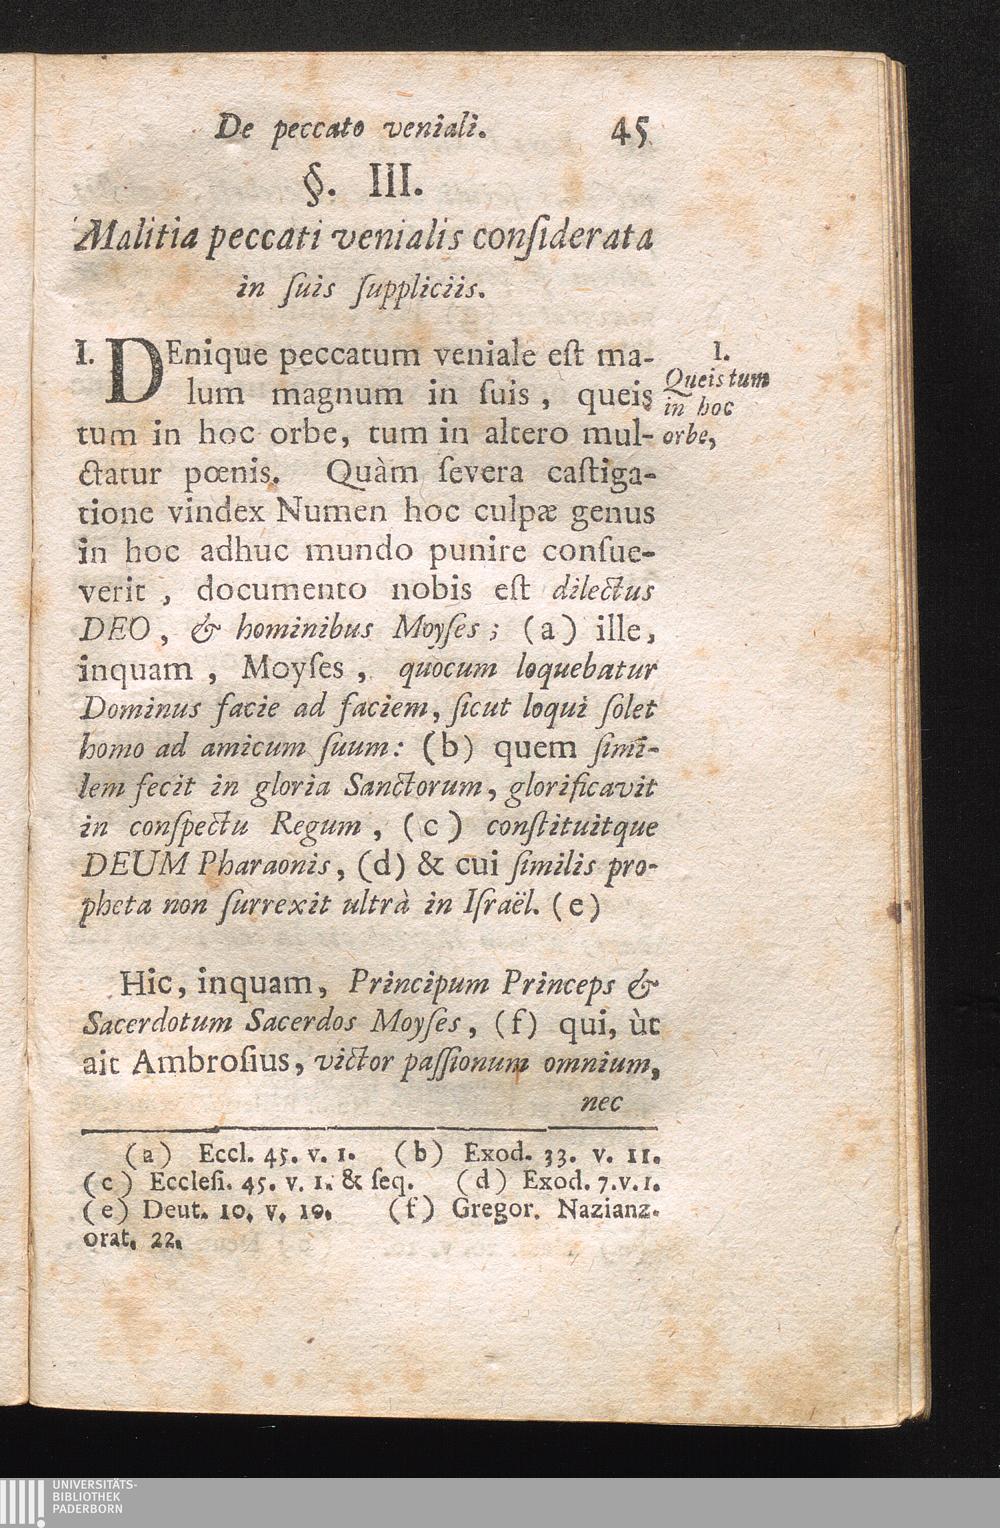 De peccato veniali. 45
§. III.
Malitia peccati venialis conſiderata
in ſuis ſuppliciis.
I. DEnique peccatum veniale eſt ma-
lum magnum in ſuis, queis
tum in hoc orbe, tum in altero mul-
ctatur pœnis. Quàm ſevera caſtiga-
tione vindex Numen hoc culpæ genus
in hoc adhuc mundo punire conſue-
verit, documento nobis eſt dilectus
DEO, & hominibus Moyſes; (a) ille,
inquam, Moyſes, quocum loquebatur
Dominus facie ad faciem, ſicut loqui ſolet
homo ad amicum ſuum: (b) quem ſimi-
lem fecit in gloria Sanctorum, glorificavit
in conſpectu Regum, (c) conſtituitque
DEUM Pharaonis, (d) & cui ſimilis pro-
pheta non ſurrexit ultrà in Iſraël. (e)
Hic, inquam, Principum Princeps &
Sacerdotum Sacerdos Moyſes, (f) qui, ùt
ait Ambroſius, victor paſſionum omnium,
nec
I.
Queis tum
in hoc
orbe,
(a) Eccl. 45. v. 1. (b) Exod. 33. v. 11.
(c) Eccleſi. 45. v. 1. & ſeq. (d) Exod. 7. v. 1.
(e) Deut. 10. v. 10. (f) Gregor. Nazianz.
orat. 22.
UNIVERSITÄTS-
BIBLIOTHEK
PADERBORN